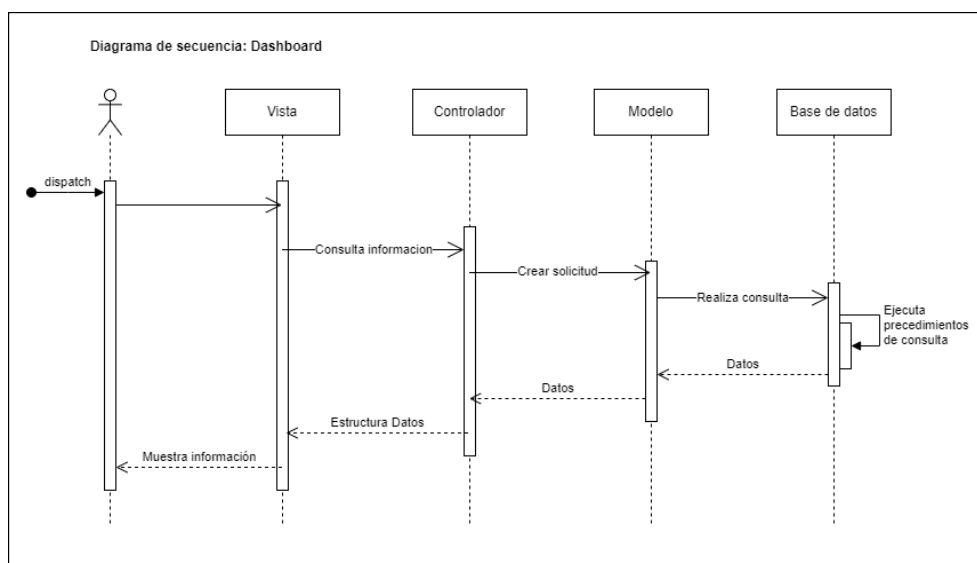 Diagrama de secuencia: Dashboard
Vista
Controlador
Modelo
Base de datos
dispatch
Consulta informacion
Crear solicitud
Realiza consulta
Ejecuta
precedimientos
de consulta
Datos
Datos
Estructura Datos
Muestra información